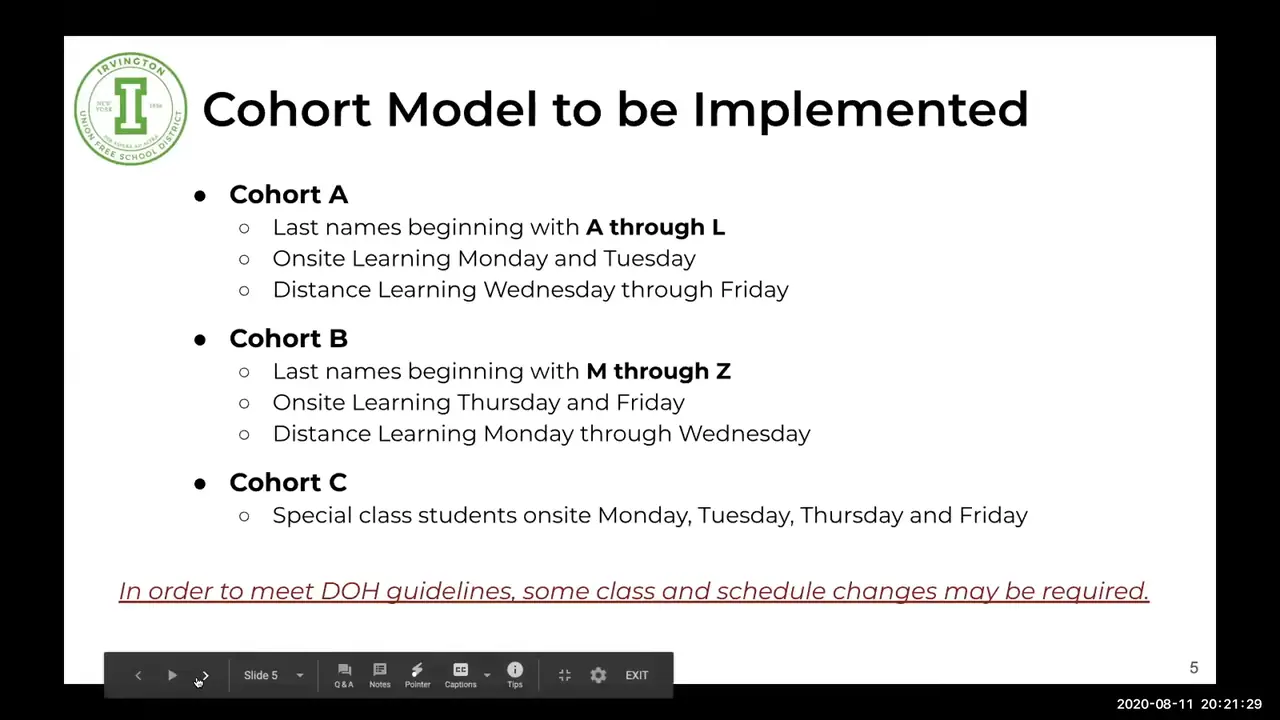 IRVINGTON
NEW YORK
I
UNION FREE SCHOOL DISTRICT
Cohort Model to be Implemented
● Cohort A
○ Last names beginning with A through L
○ Onsite Learning Monday and Tuesday
○ Distance Learning Wednesday through Friday
● Cohort B
○ Last names beginning with M through Z
○ Onsite Learning Thursday and Friday
○ Distance Learning Monday through Wednesday
● Cohort C
○ Special class students onsite Monday, Tuesday, Thursday and Friday
In order to meet DOH guidelines, some class and schedule changes may be required.
5
Slide 5
Q & A
Notes
Pointer
CC
Captions
Tips
EXIT
2020-08-11 20:21:29